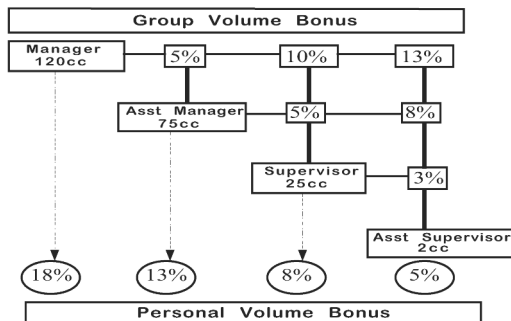 Group Volume Bonus
Manager
120cc
5%
10%
13%
Asst Manager
75cc
5%
8%
Supervisor
25cc
3%
Asst Supervisor
2cc
18%
13%
8%
5%
Personal Volume Bonus